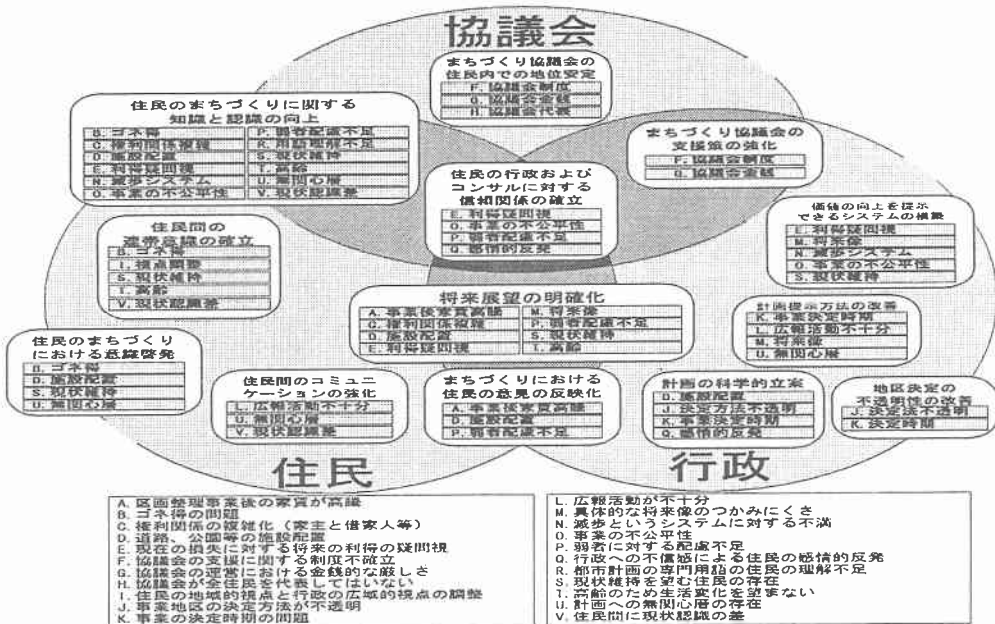 協議会
まちづくり協議会の
住民内での地位安定
F. 協議会制度
G. 協議会金銭
H. 協議会代表
住民のまちづくりに関する
知識と認識の向上
B. ゴネ得
C. 権利関係複雑
D. 施設配置
E. 利得疑問視
N. 減歩システム
O. 事業の不公平性
P. 弱者配慮不足
R. 用語理解不足
S. 現状維持
T. 高齢
U. 無関心層
V. 現状認識差
まちづくり協議会の
支援策の強化
F. 協議会制度
G. 協議会金銭
住民の行政および
コンサルに対する
信頼関係の確立
E. 利得疑問視
O. 事業の不公平性
P. 弱者配慮不足
Q. 感情的反発
価値の向上を提示
できるシステムの構築
E. 利得疑問視
M. 将来像
N. 減歩システム
O. 事業の不公平性
S. 現状維持
住民間の
連帯意識の確立
B. ゴネ得
I. 視点調整
S. 現状維持
T. 高齢
V. 現状認識差
将来展望の明確化
A. 事業後家賃高騰
C. 権利関係複雑
D. 施設配置
E. 利得疑問視
M. 将来像
P. 弱者配慮不足
S. 現状維持
T. 高齢
計画提示方法の改善
K. 事業決定時期
L. 広報活動不十分
M. 将来像
U. 無関心層
住民のまちづくり
における意識啓発
B. ゴネ得
D. 施設配置
S. 現状維持
U. 無関心層
住民間のコミュニ
ケーションの強化
L. 広報活動不十分
U. 無関心層
V. 現状認識差
まちづくりにおける
住民の意見の反映化
A. 事業後家賃高騰
D. 施設配置
P. 弱者配慮不足
計画の科学的立案
D. 施設配置
J. 決定方法不透明
K. 事業決定時期
Q. 感情的反発
地区決定の
不透明性の改善
J. 決定法不透明
K. 決定時期
住民
行政
A. 区画整理事業後の家賃が高騰
B. ゴネ得の問題
C. 権利関係の複雑化（家主と借家人等）
D. 道路、公園等の施設配置
E. 現在の損失に対する将来の利得の疑問視
F. 協議会の支援に関する制度不確立
G. 協議会の運営における金銭的な厳しさ
H. 協議会が全住民を代表してはいない
I. 住民の地域的視点と行政の広域的視点の調整
J. 事業地区の決定方法が不透明
K. 事業の決定時期の問題
L. 広報活動が不十分
M. 具体的な将来像のつかみにくさ
N. 減歩というシステムに対する不満
O. 事業の不公平性
P. 弱者に対する配慮不足
Q. 行政への不信感による住民の感情的反発
R. 都市計画の専門用語の住民の理解不足
S. 現状維持を望む住民の存在
T. 高齢のため生活変化を望まない
U. 計画への無関心層の存在
V. 住民間に現状認識の差